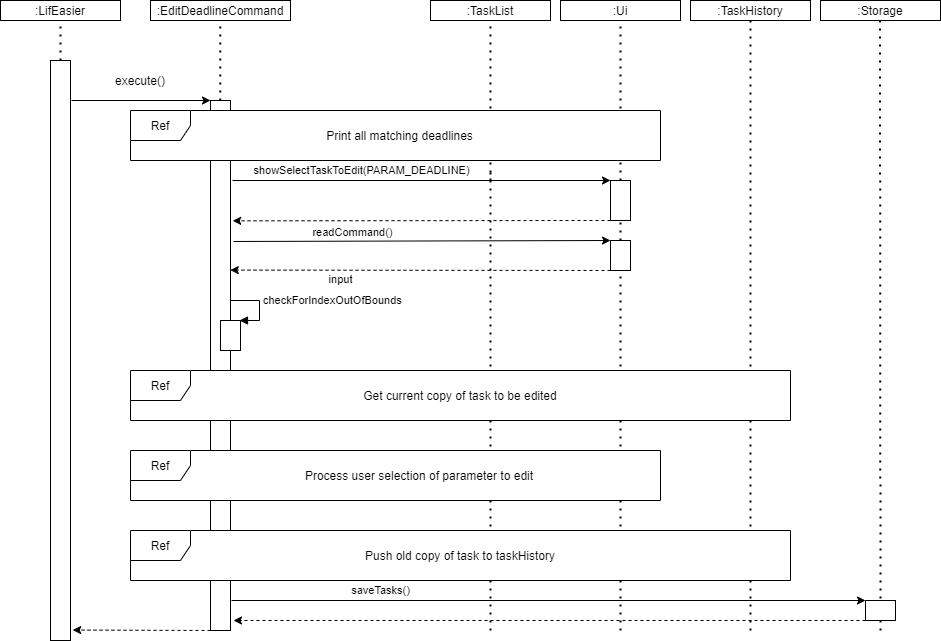 :LifEasier
:EditDeadlineCommand
:TaskList
:Ui
:TaskHistory
:Storage
execute()
Ref
Print all matching deadlines
showSelectTaskToEdit(PARAM_DEADLINE)
readCommand()
input
checkForIndexOutOfBounds
Ref
Get current copy of task to be edited
Ref
Process user selection of parameter to edit
Ref
Push old copy of task to taskHistory
saveTasks()